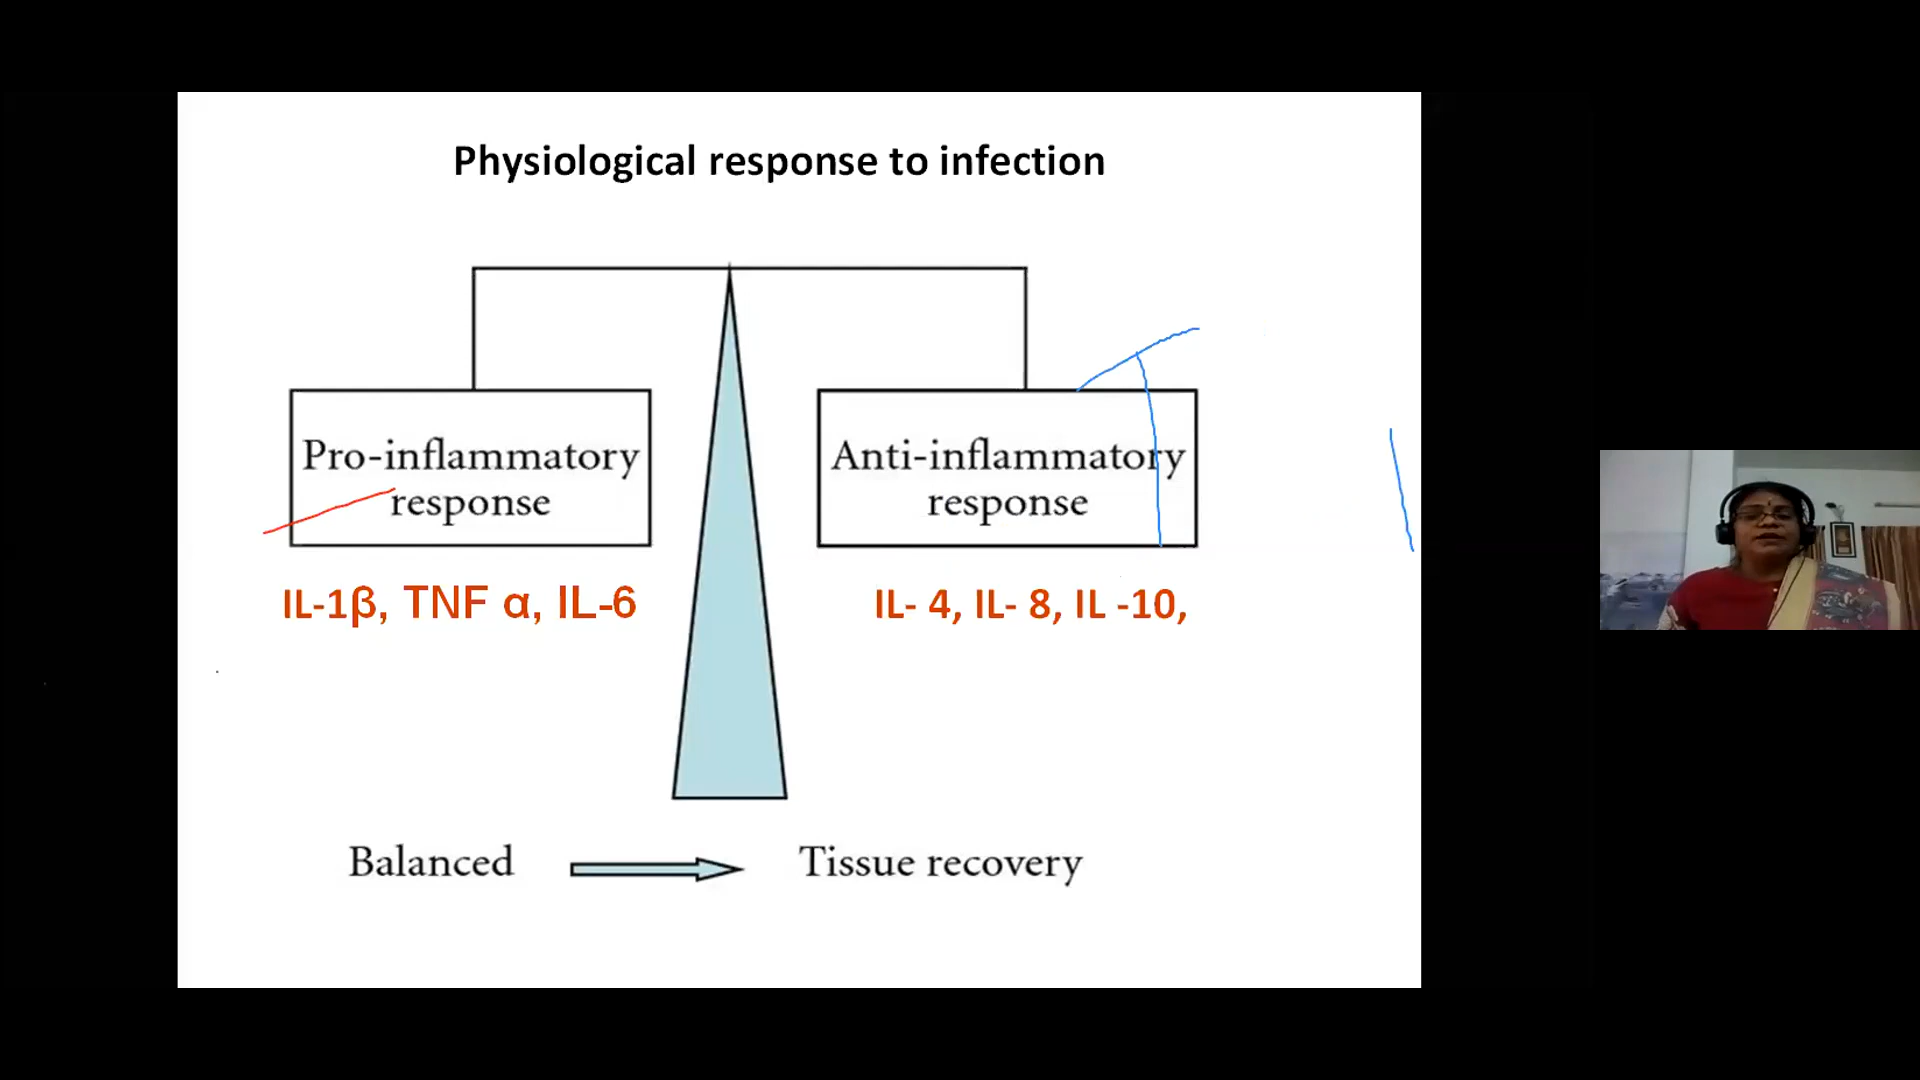 Physiological response to infection
Pro-inflammatory
response
Anti-inflammatory
response
IL-1β, TNF α, IL-6
IL- 4, IL- 8, IL -10,
Balanced
Tissue recovery